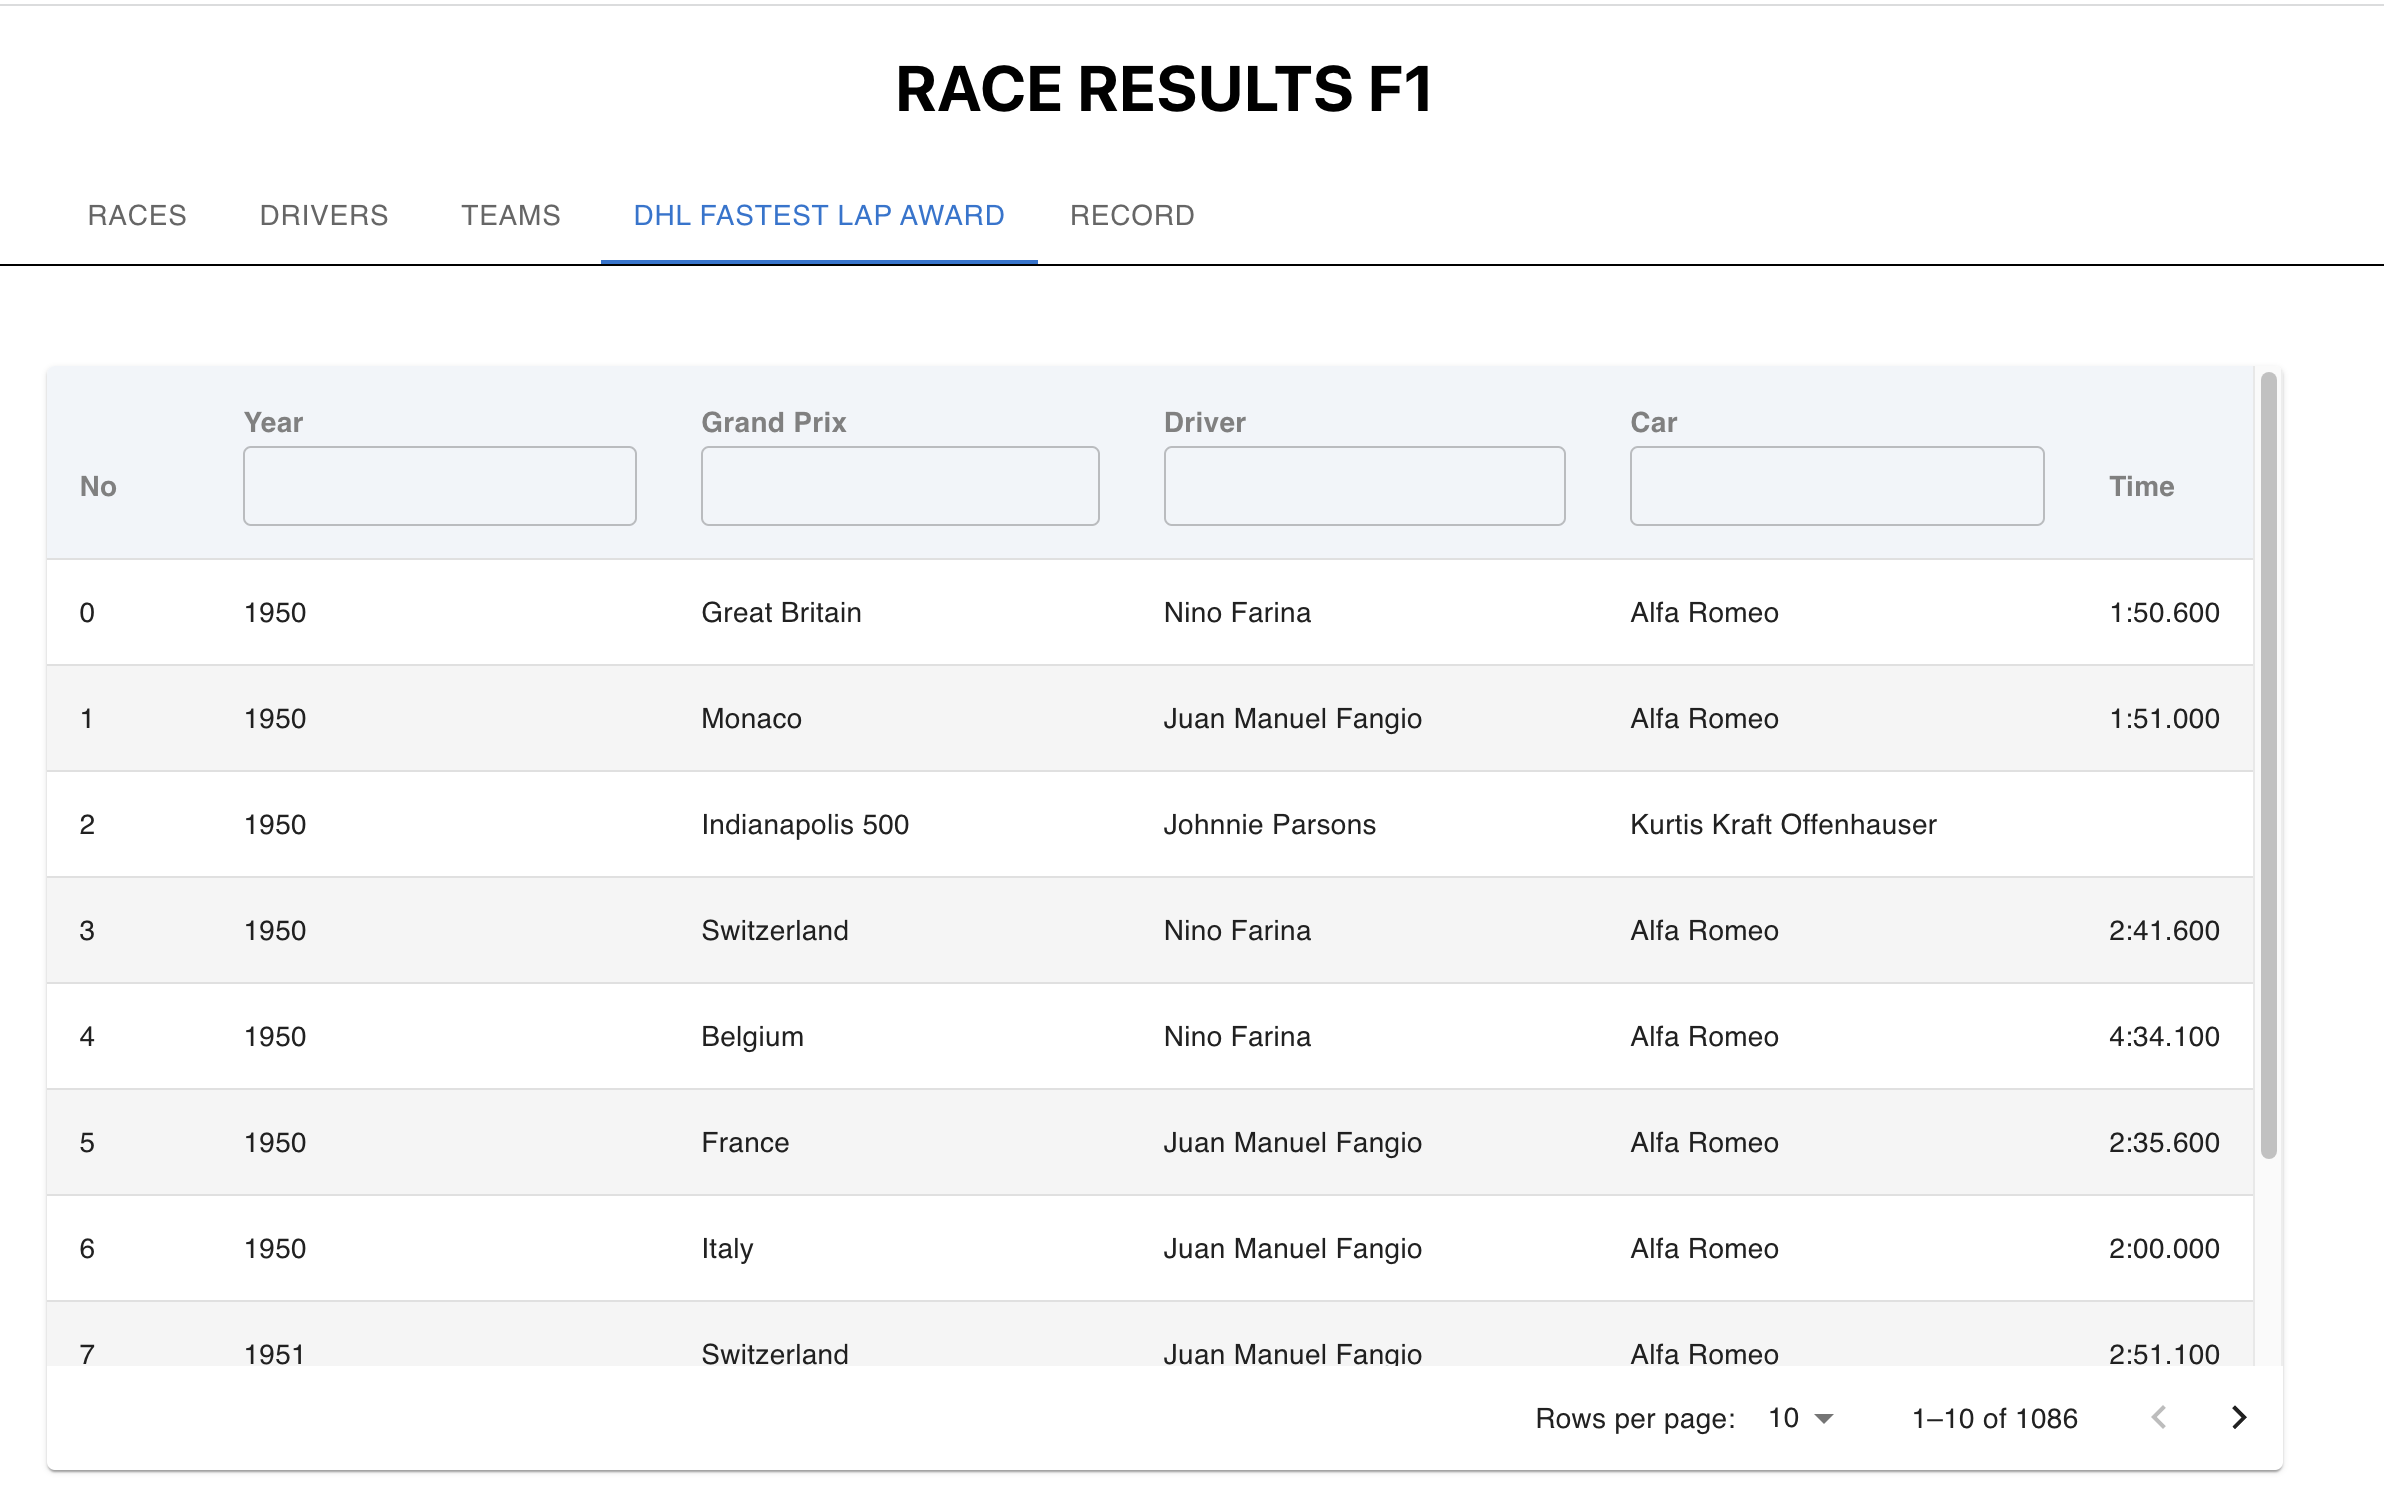 RACE RESULTS F1
RACES DRIVERS TEAMS DHL FASTEST LAP AWARD RECORD
No Year Grand Prix Driver Car Time
0 1950 Great Britain Nino Farina Alfa Romeo 1:50.600
1 1950 Monaco Juan Manuel Fangio Alfa Romeo 1:51.000
2 1950 Indianapolis 500 Johnnie Parsons Kurtis Kraft Offenhauser
3 1950 Switzerland Nino Farina Alfa Romeo 2:41.600
4 1950 Belgium Nino Farina Alfa Romeo 4:34.100
5 1950 France Juan Manuel Fangio Alfa Romeo 2:35.600
6 1950 Italy Juan Manuel Fangio Alfa Romeo 2:00.000
7 1951 Switzerland Juan Manuel Fangio Alfa Romeo 2:51.100
Rows per page: 10 1–10 of 1086